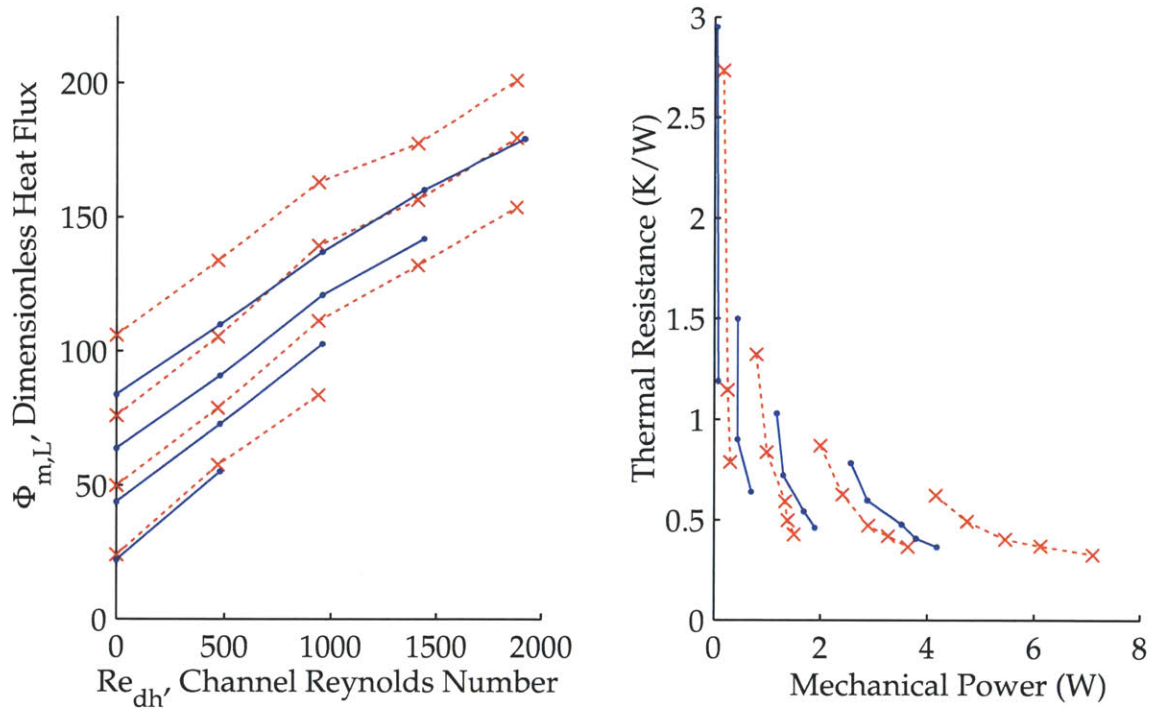 Φm,L, Dimensionless Heat Flux
200
150
100
50
0
0 500 1000 1500 2000
Redh, Channel Reynolds Number
Thermal Resistance (K/W)
3
2.5
2
1.5
1
0.5
0
0 2 4 6 8
Mechanical Power (W)